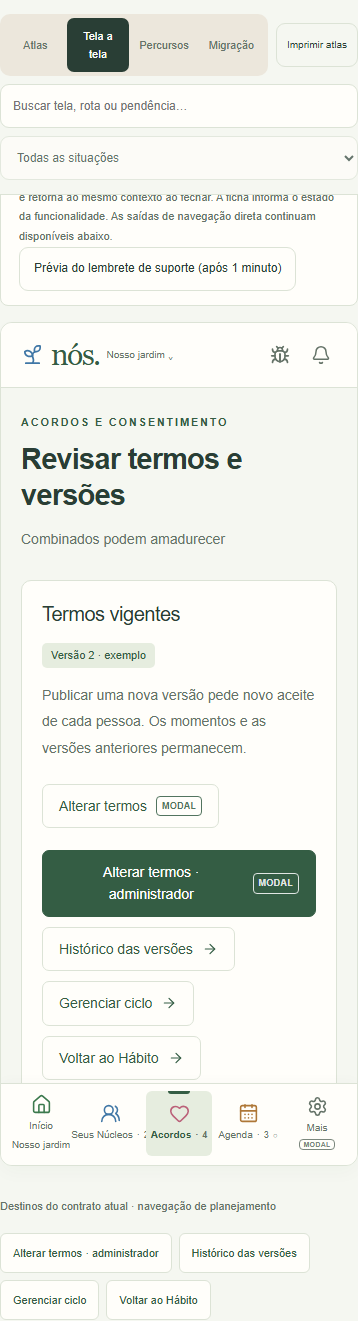 Atlas
Tela a
tela
Percursos
Migração
Imprimir atlas
Buscar tela, rota ou pendência...
Todas as situações
e retorna ao mesmo contexto ao fechar. A ficha informa o estado
da funcionalidade. As saídas de navegação direta continuam
disponíveis abaixo.
Prévia do lembrete de suporte (após 1 minuto)
nós. Nosso jardim
ACORDOS E CONSENTIMENTO
Revisar termos e
versões
Combinados podem amadurecer
Termos vigentes
Versão 2 · exemplo
Publicar uma nova versão pede novo aceite
de cada pessoa. Os momentos e as
versões anteriores permanecem.
Alterar termos MODAL
Alterar termos ·
administrador
MODAL
Histórico das versões →
Gerenciar ciclo →
Voltar ao Hábito →
Início
Nosso jardim
Seus Núcleos ·
Acordos · 4
Agenda · 3
Mais
MODAL
Destinos do contrato atual · navegação de planejamento
Alterar termos · administrador
Histórico das versões
Gerenciar ciclo
Voltar ao Hábito